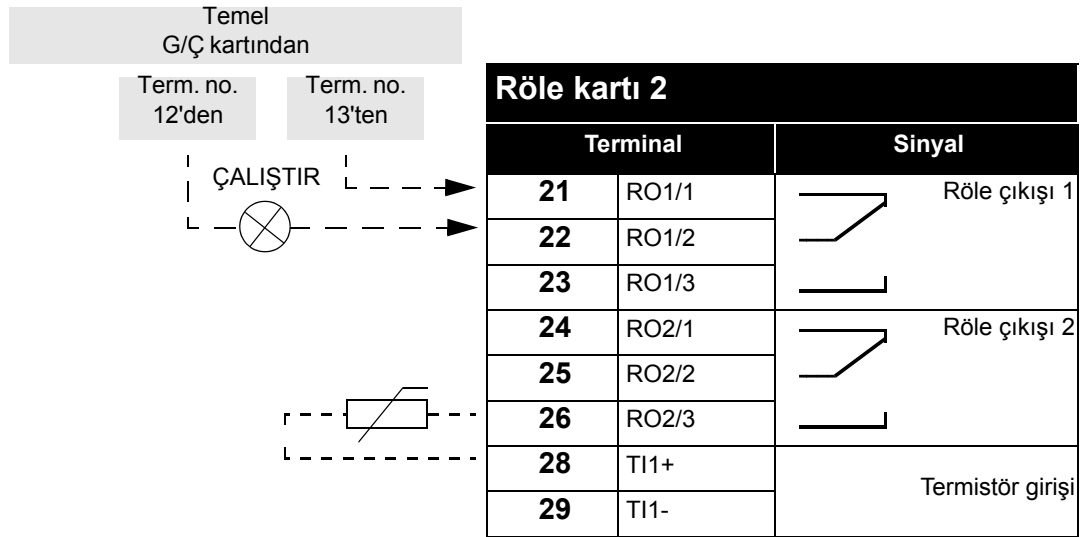 Temel
G/Ç kartından
Term. no.
12'den
Term. no.
13'ten
ÇALIŞTIR
Röle kartı 2
Terminal Sinyal
21 RO1/1 Röle çıkışı 1
22 RO1/2
23 RO1/3
24 RO2/1 Röle çıkışı 2
25 RO2/2
26 RO2/3
28 TI1+ Termistör girişi
29 TI1-